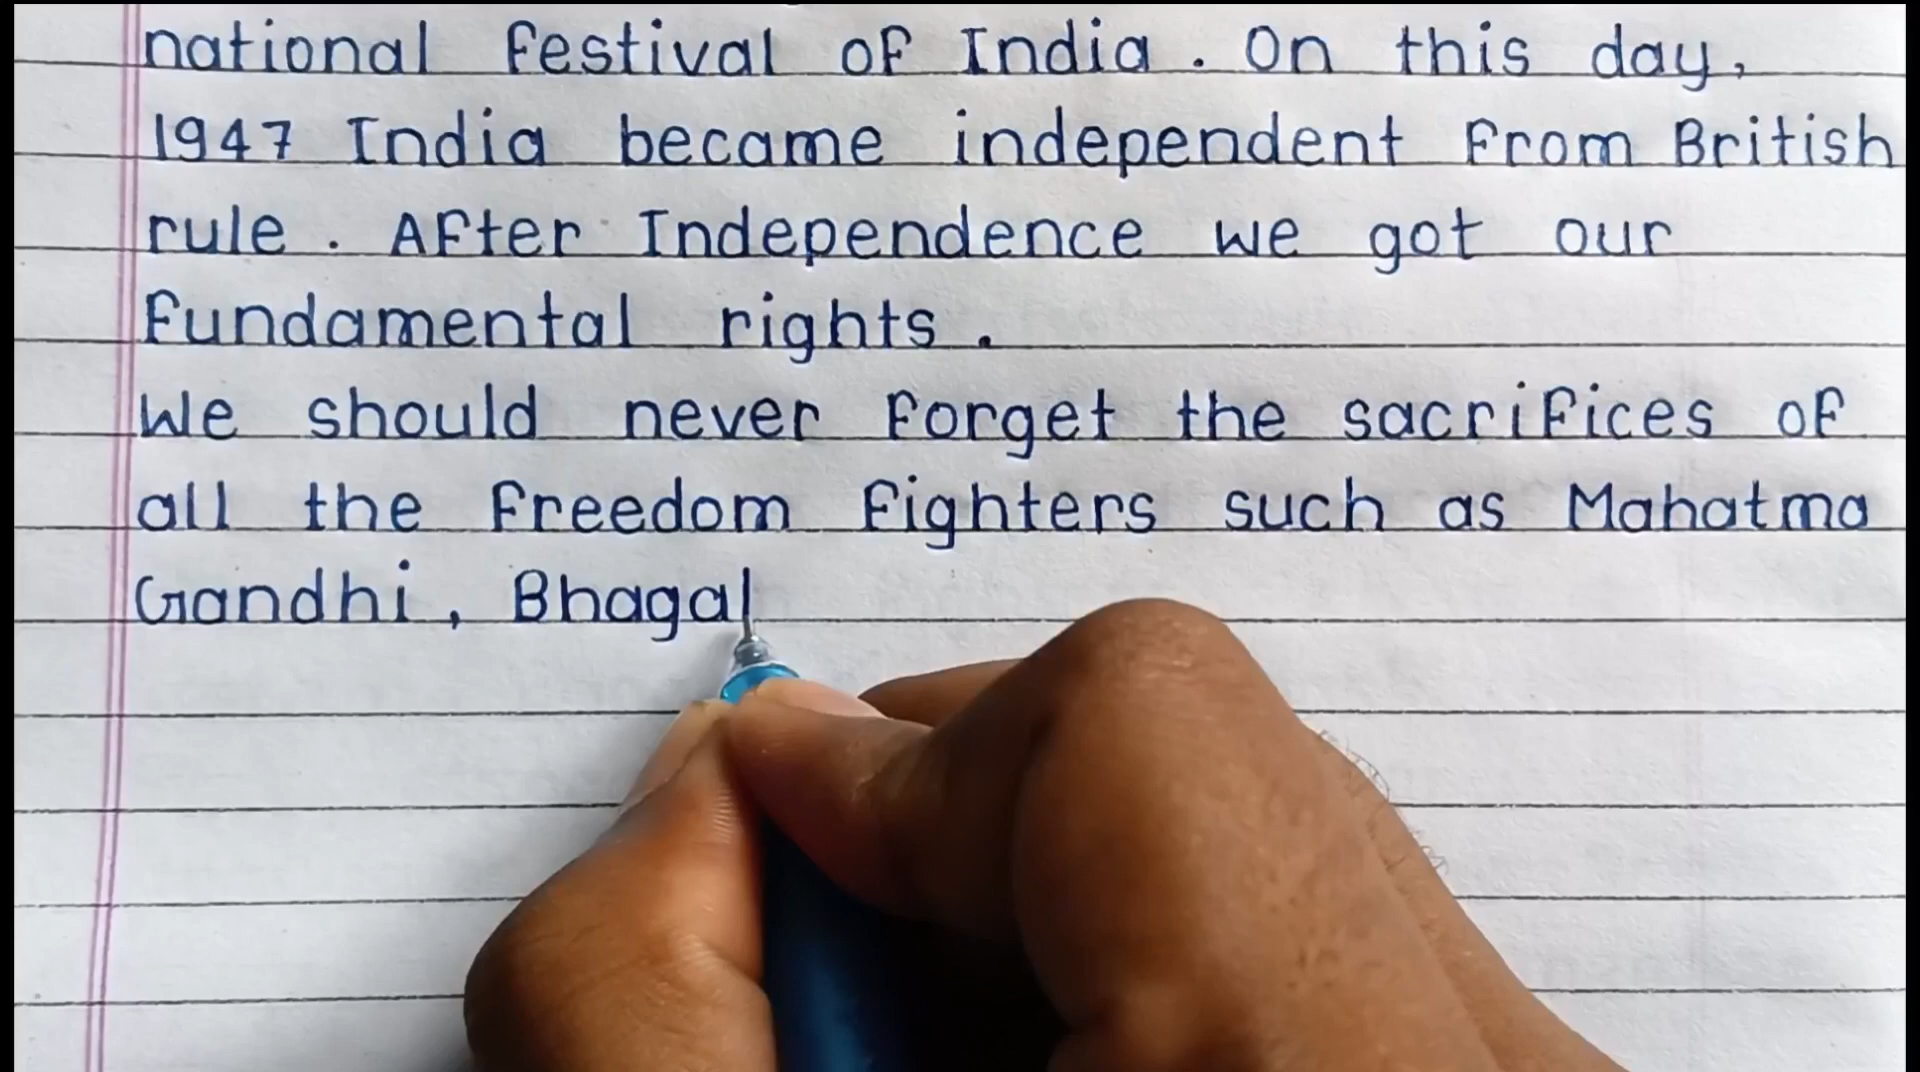 national festival of India. On this day,
1947 India became independent from British
rule. After Independence we got our
fundamental rights.
We should never forget the sacrifices of
all the freedom fighters such as Mahatma
Gandhi, Bhaga